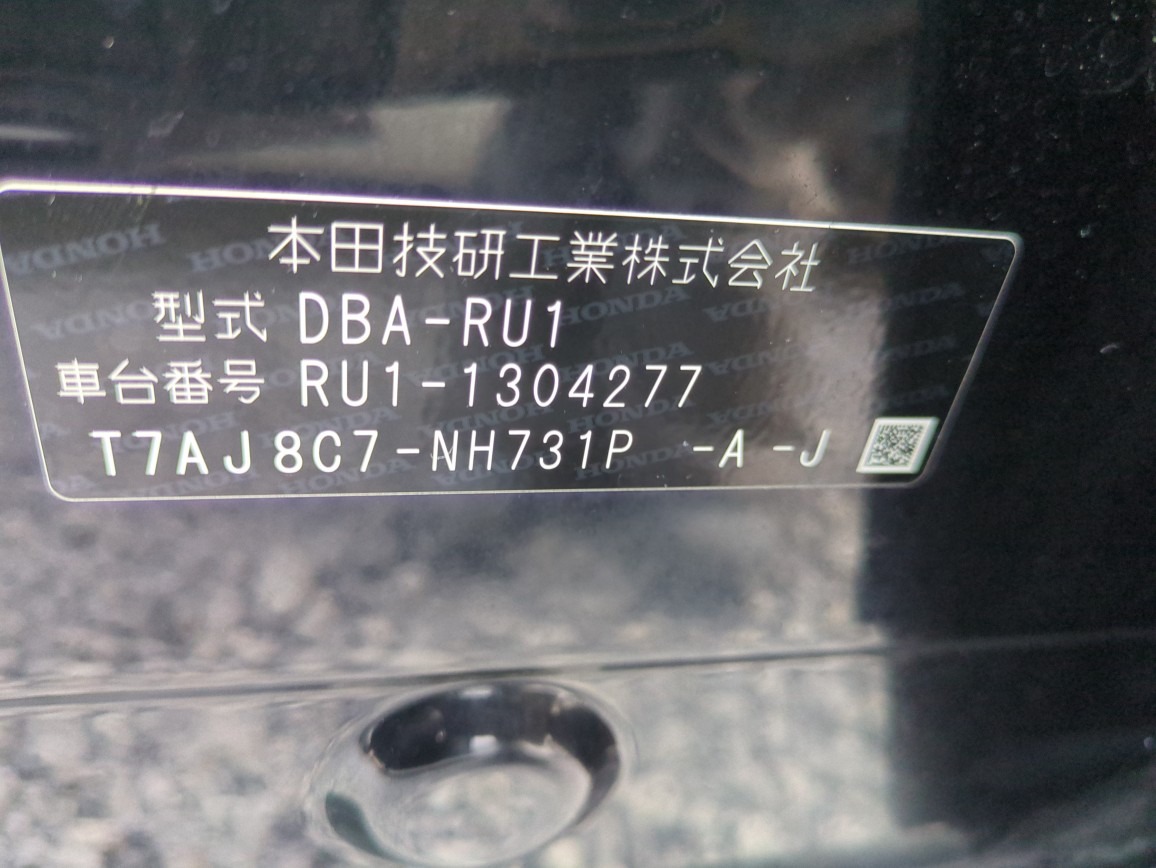 本田技研工業株式会社
型式 DBA-RU1
車台番号 RU1-1304277
T7AJ8C7-NH731P -A -J